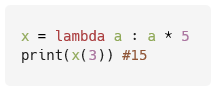 x = lambda a : a * 5
print(x(3)) #15